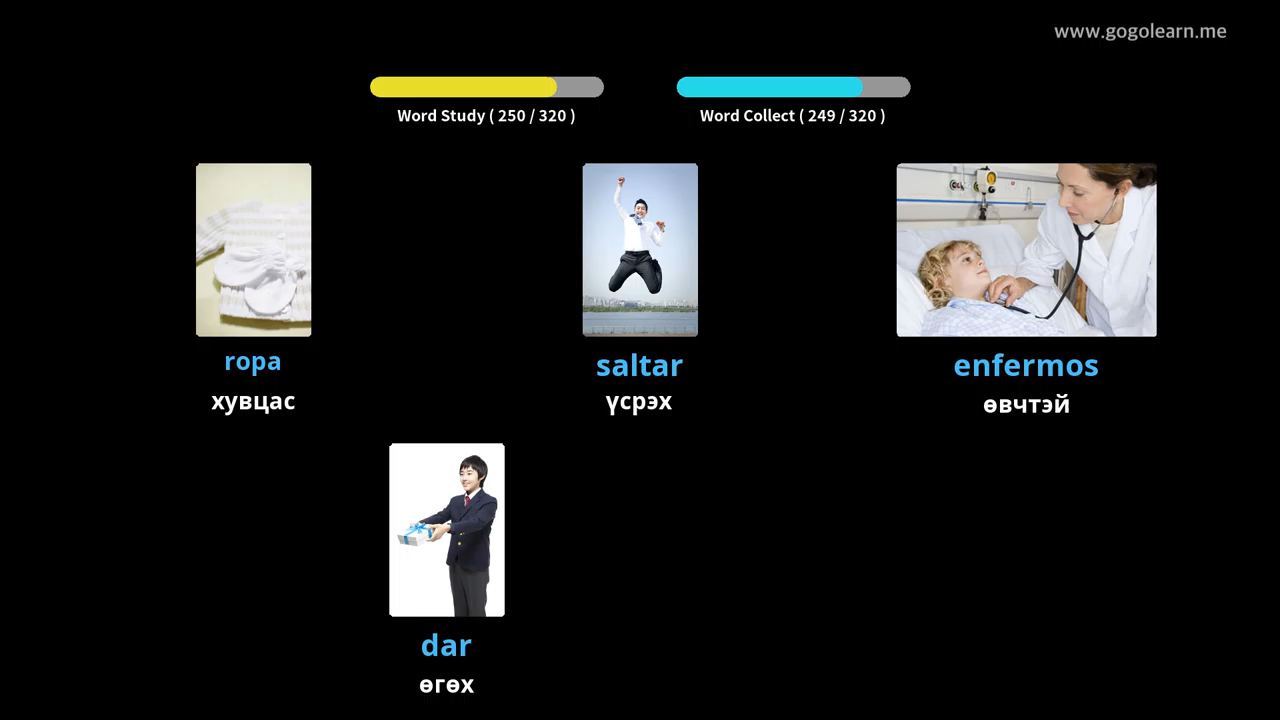 www.gogolearn.me
Word Study ( 250 / 320 )
Word Collect ( 249 / 320 )
ropa
хувцас
saltar
үсрэх
enfermos
өвчтэй
dar
өгөх